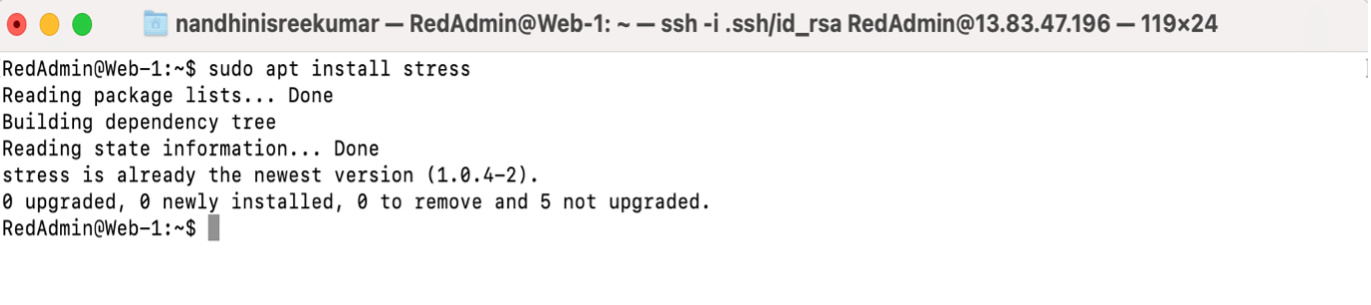 nandhinisreekumar — RedAdmin@Web-1: ~ — ssh -i .ssh/id_rsa RedAdmin@13.83.47.196 — 119×24
RedAdmin@Web-1:~$ sudo apt install stress
Reading package lists... Done
Building dependency tree
Reading state information... Done
stress is already the newest version (1.0.4-2).
0 upgraded, 0 newly installed, 0 to remove and 5 not upgraded.
RedAdmin@Web-1:~$